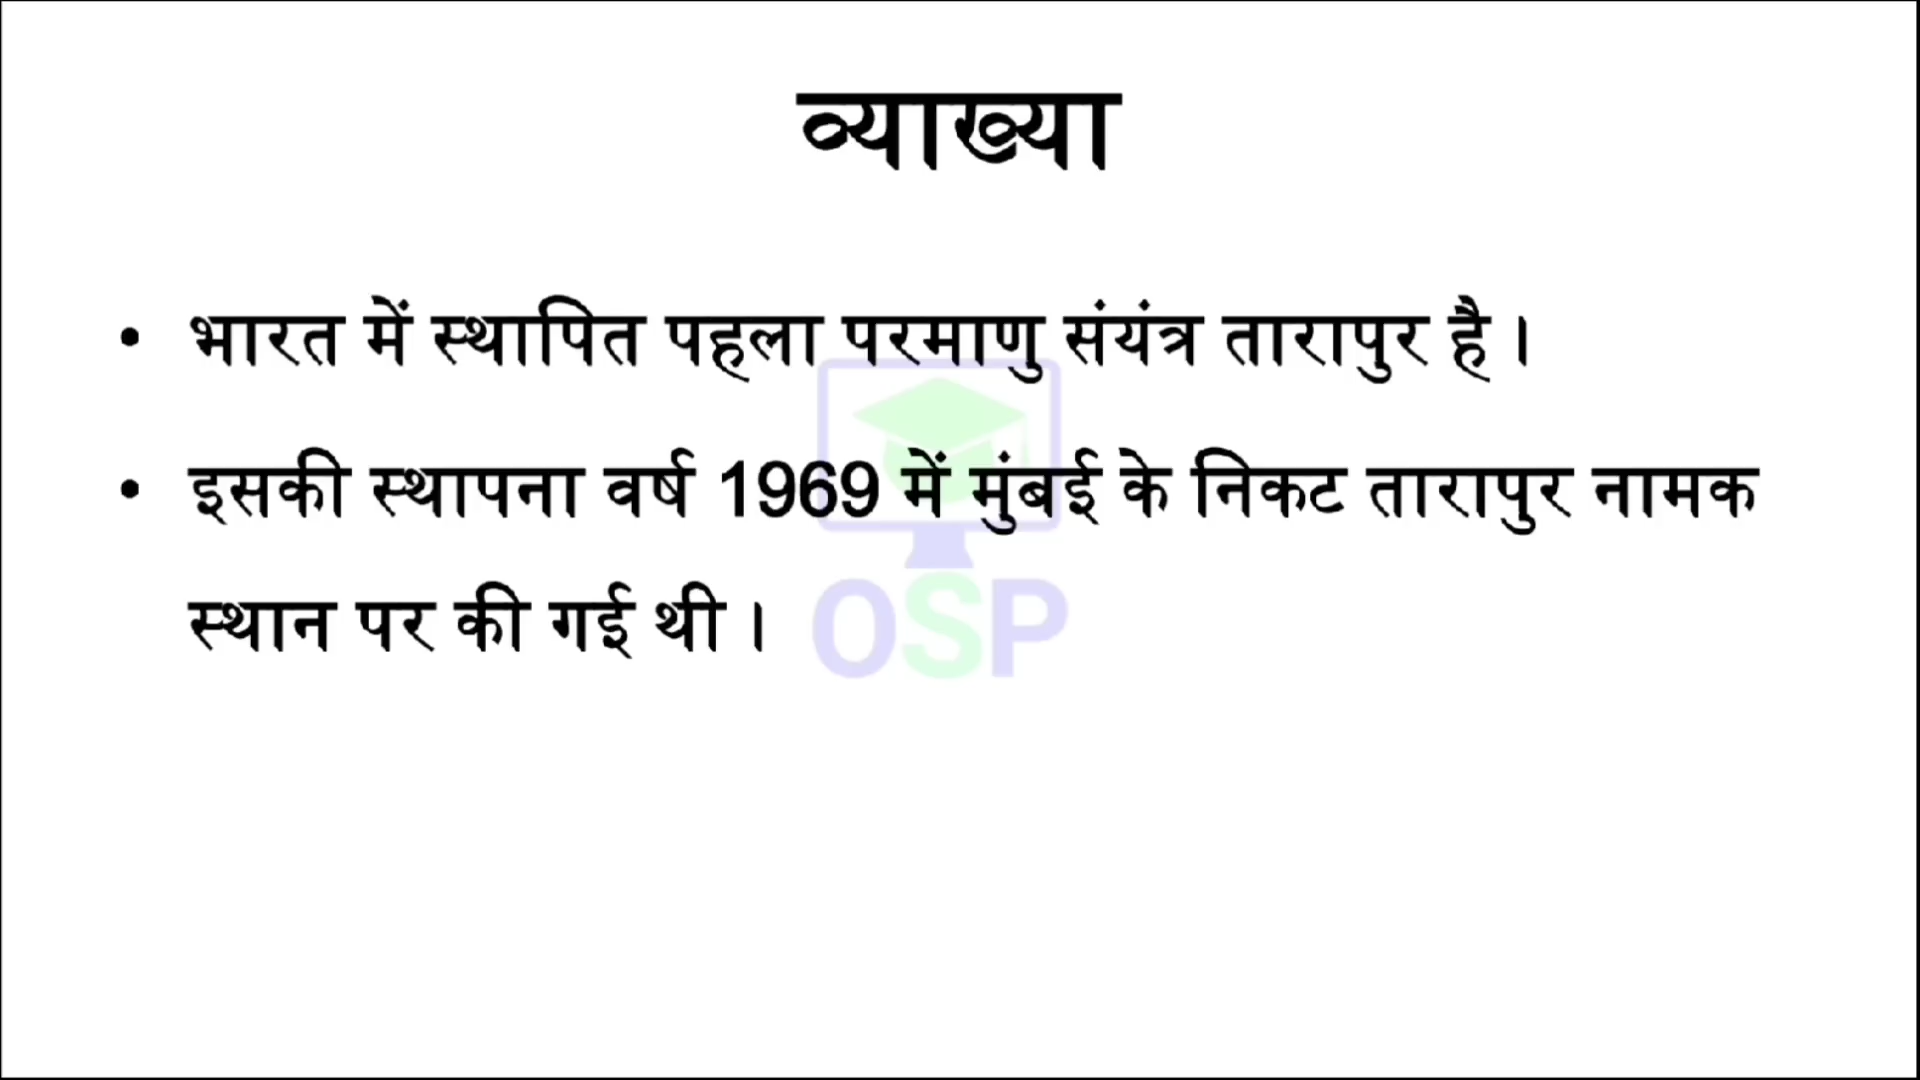 व्याख्या
• भारत में स्थापित पहला परमाणु संयंत्र तारापुर है ।
• इसकी स्थापना वर्ष 1969 में मुंबई के निकट तारापुर नामक
स्थान पर की गई थी ।
OSP